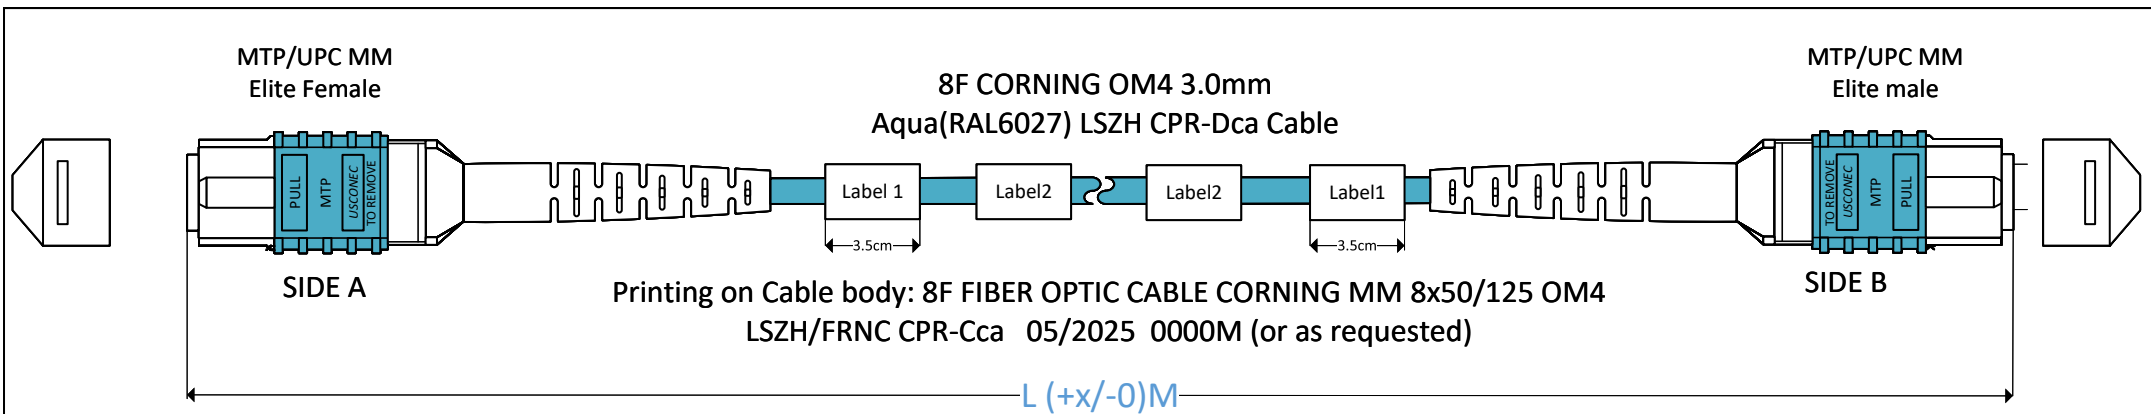 MTP/UPC MM
Elite Female
8F CORNING OM4 3.0mm
Aqua(RAL6027) LSZH CPR-Dca Cable
MTP/UPC MM
Elite male
PULL
MTP
USCONEC
TO REMOVE
Label 1
Label2
Label2
Label1
TO REMOVE
USCONEC
MTP
PULL
3.5cm
3.5cm
SIDE A
SIDE B
Printing on Cable body: 8F FIBER OPTIC CABLE CORNING MM 8x50/125 OM4
LSZH/FRNC CPR-Cca 05/2025 0000M (or as requested)
L (+x/-0)M